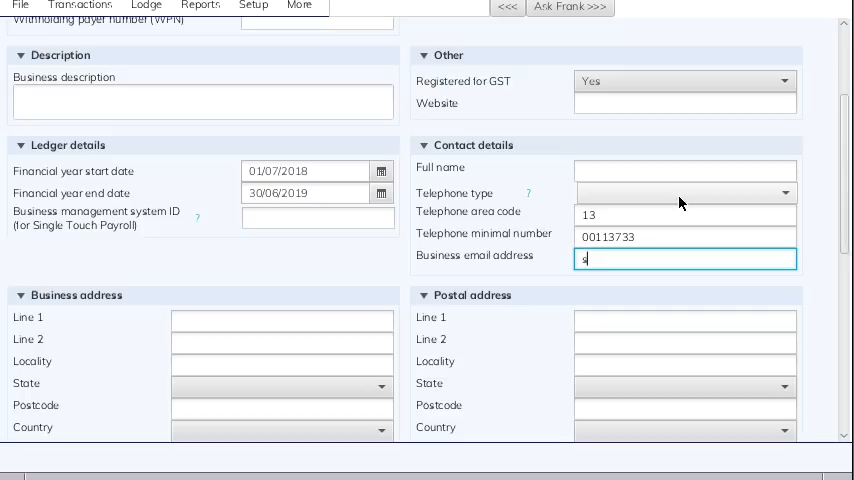 File Transactions Lodge Reports Setup More <<< Ask Frank >>>
Withholding payer number (WPN)
Description
Business description
Other
Registered for GST Yes
Website
Ledger details
Financial year start date 01/07/2018
Financial year end date 30/06/2019
Business management system ID
(for Single Touch Payroll) ?
Contact details
Full name
Telephone type ?
Telephone area code 13
Telephone minimal number 00113733
Business email address s
Business address
Line 1
Line 2
Locality
State
Postcode
Country
Postal address
Line 1
Line 2
Locality
State
Postcode
Country